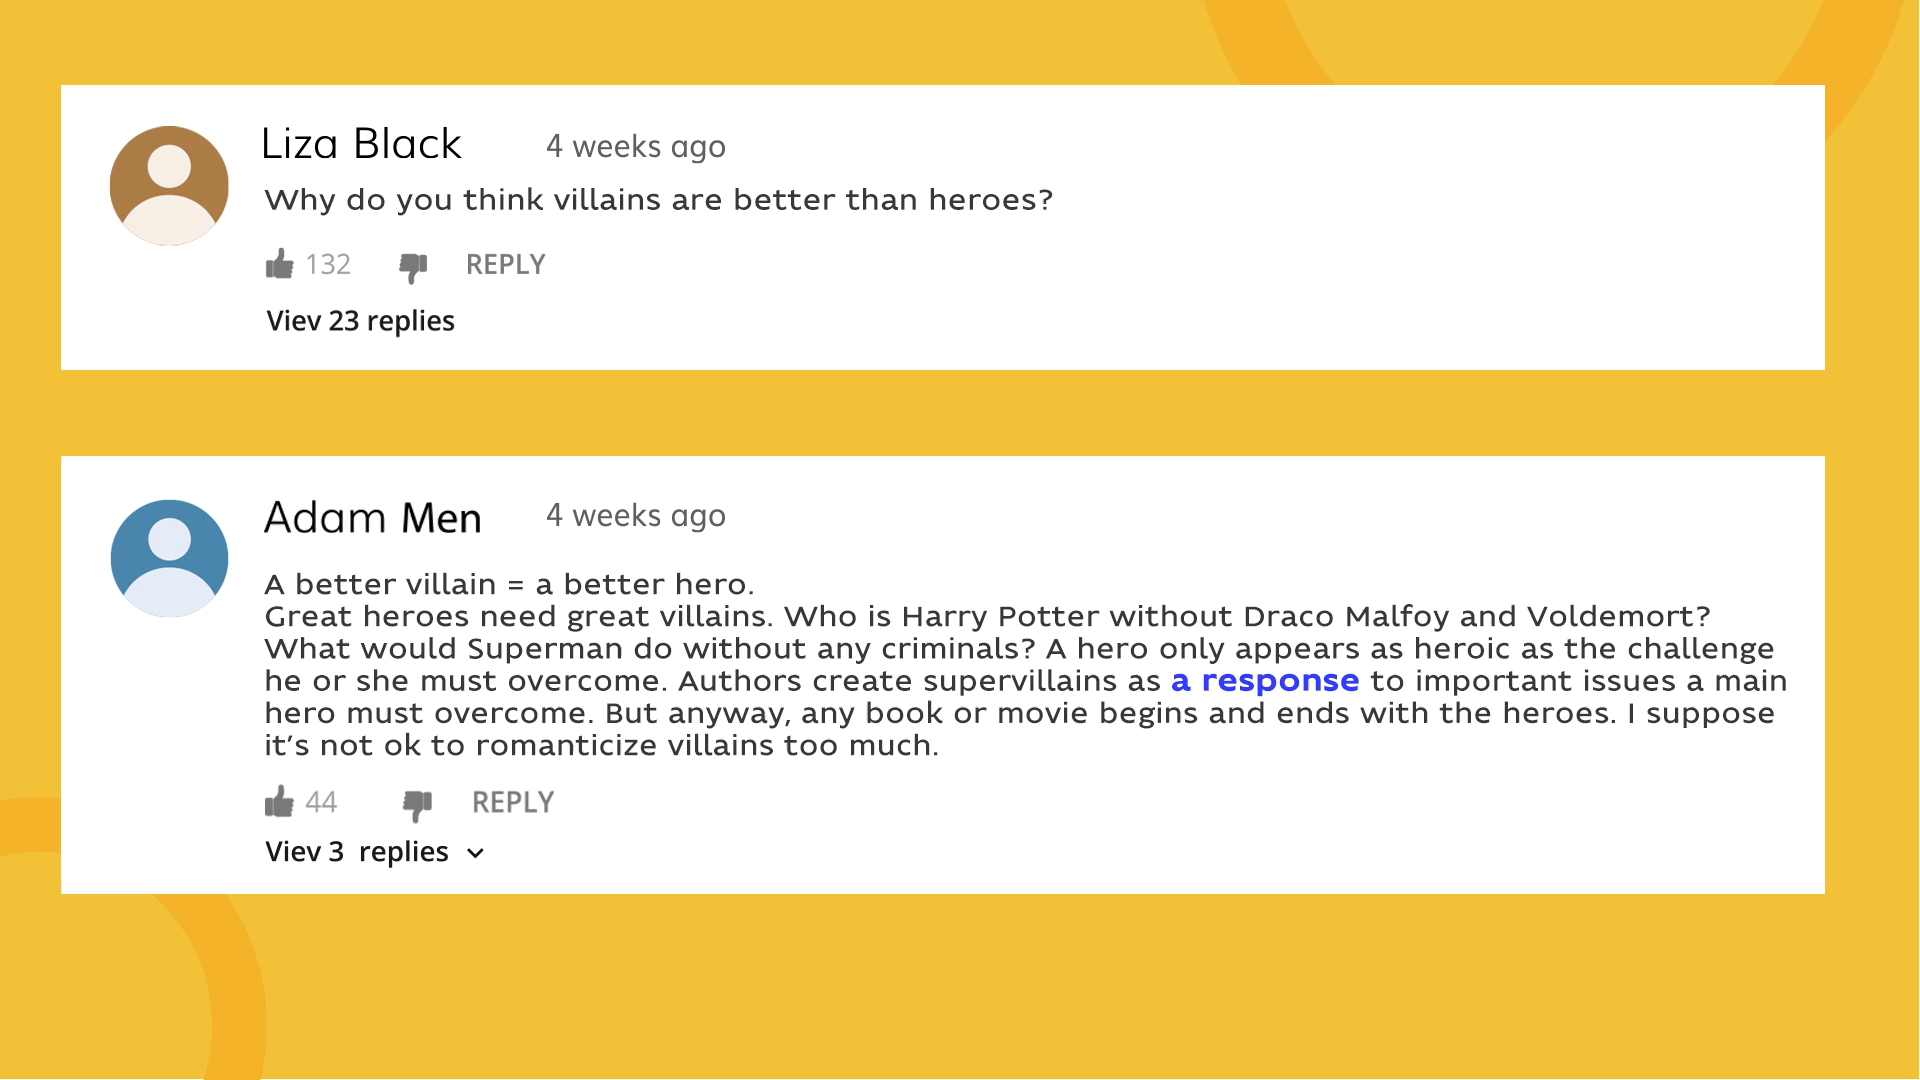 Liza Black 4 weeks ago
Why do you think villains are better than heroes?
132 REPLY
Viev 23 replies
Adam Men 4 weeks ago
A better villain = a better hero.
Great heroes need great villains. Who is Harry Potter without Draco Malfoy and Voldemort?
What would Superman do without any criminals? A hero only appears as heroic as the challenge
he or she must overcome. Authors create supervillains as a response to important issues a main
hero must overcome. But anyway, any book or movie begins and ends with the heroes. I suppose
it's not ok to romanticize villains too much.
44 REPLY
Viev 3 replies